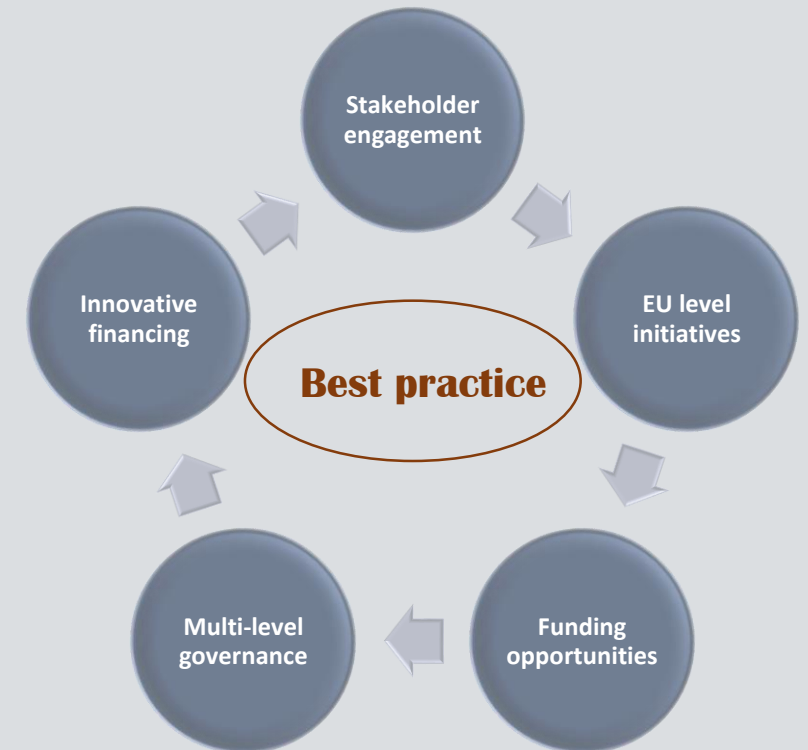 Stakeholder
engagement
EU level
initiatives
Funding
opportunities
Multi-level
governance
Innovative
financing
Best practice